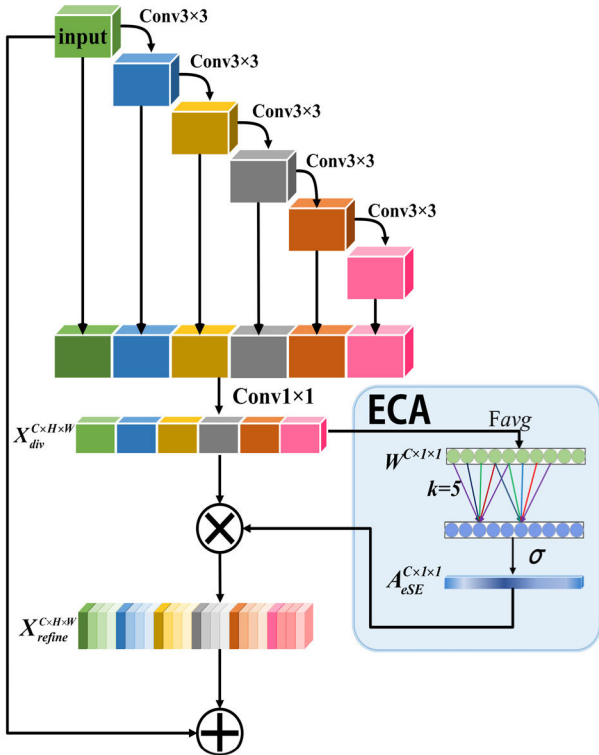 input
Conv3×3
Conv3×3
Conv3×3
Conv3×3
Conv3×3
Conv1×1
X_div^{C×H×W}
ECA
Favg
W^{C×1×1}
k=5
σ
A_eSE^{C×1×1}
X_refine^{C×H×W}